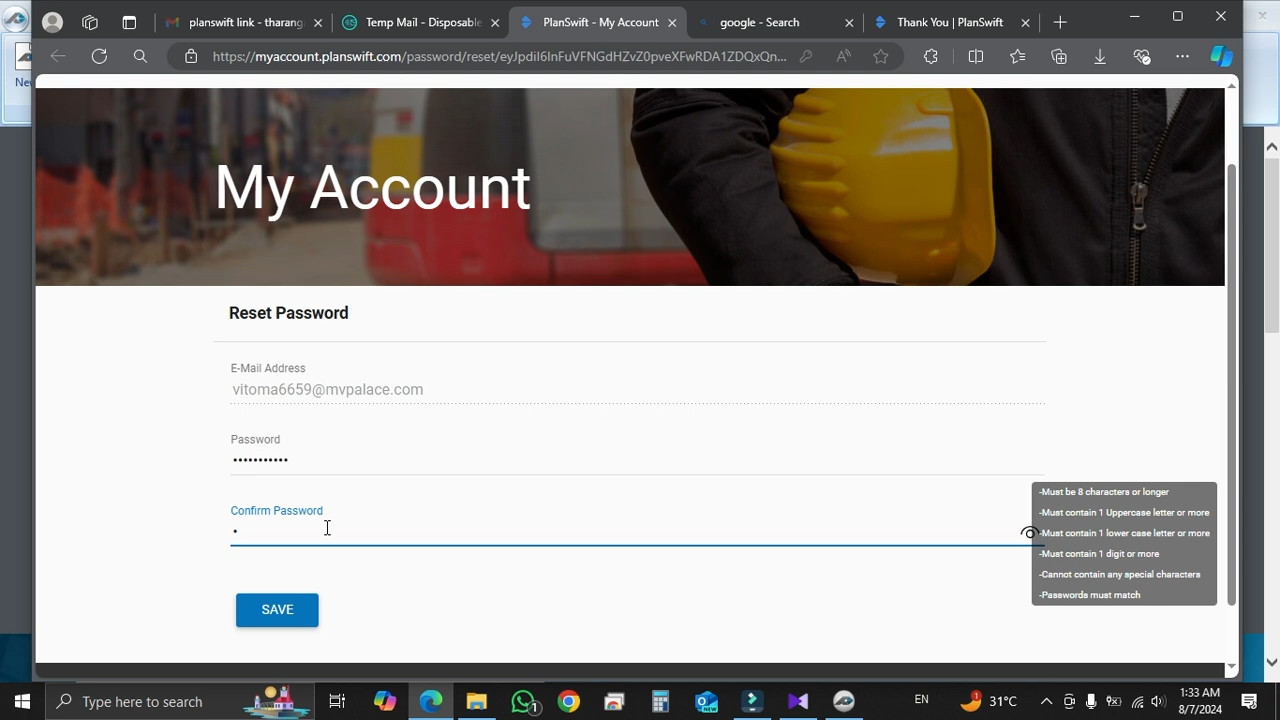 planswift link - tharang
Temp Mail - Disposable
PlanSwift - My Account
google - Search
Thank You | PlanSwift
https://myaccount.planswift.com/password/reset/eyJpdiI6InFuVFNGdHZvZ0pveXFwRDA1ZDQxQn...
Ne
My Account
Reset Password
E-Mail Address
vitoma6659@mvpalace.com
Password
•••••••••••
Confirm Password
•
-Must be 8 characters or longer
-Must contain 1 Uppercase letter or more
-Must contain 1 lower case letter or more
-Must contain 1 digit or more
-Cannot contain any special characters
-Passwords must match
SAVE
Type here to search
EN
31°C
1:33 AM
8/7/2024